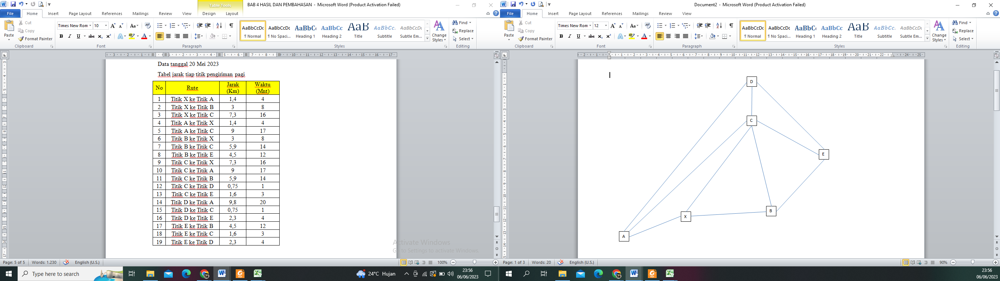 BAB 4 HASIL DAN PEMBAHASAN - Microsoft Word (Product Activation Failed)
Table Tools
File Home Insert Page Layout References Mailings Review View Design Layout
Paste
Cut
Copy
Format Painter
Clipboard
Times New Rom 10
Font
Paragraph
AaBbCcDc AaBbCcDc AaBbC AaBbCc AaB AaBbCc. AaBbCcDc
¶ Normal ¶ No Spaci... Heading 1 Heading 2 Title Subtitle Subtle Em...
Change Styles
Styles
Find
Replace
Select
Editing
Data tanggal 20 Mei 2023
Tabel jarak tiap titik pengiriman pagi
No Rute Jarak (Km) Waktu (Mnt)
1 Titik X ke Titik A 1,4 4
2 Titik X ke Titik B 3 8
3 Titik X ke Titik C 7,3 16
4 Titik A ke Titik X 1,4 4
5 Titik A ke Titik C 9 17
6 Titik B ke Titik X 3 8
7 Titik B ke Titik C 5,9 14
8 Titik B ke Titik E 4,5 12
9 Titik C ke Titik X 7,3 16
10 Titik C ke Titik A 9 17
11 Titik C ke Titik B 5,9 14
12 Titik C ke Titik D 0,75 1
13 Titik C ke Titik E 1,6 3
14 Titik D ke Titik A 9,8 20
15 Titik D ke Titik C 0,75 1
16 Titik D ke Titik E 2,3 4
17 Titik E ke Titik B 4,5 12
18 Titik E ke Titik C 1,6 3
19 Titik E ke Titik D 2,3 4
Activate Windows
Go to Settings to activate Windows.
Page: 5 of 5 Words: 1.230 English (U.S.) 100%
Type here to search
24°C Hujan
23:56
06/06/2023
Document2 - Microsoft Word (Product Activation Failed)
File Home Insert Page Layout References Mailings Review View
Paste
Cut
Copy
Format Painter
Clipboard
Times New Rom 12
Font
Paragraph
AaBbCcDc AaBbCcDc AaBbC AaBbCc AaB AaBbCc. AaBbCcDc
¶ Normal ¶ No Spaci... Heading 1 Heading 2 Title Subtitle Subtle Em...
Change Styles
Styles
Find
Replace
Select
Editing
D
C
E
B
X
A
Page: 1 of 3 Words: 20 English (U.S.) 90%
23:56
06/06/2023